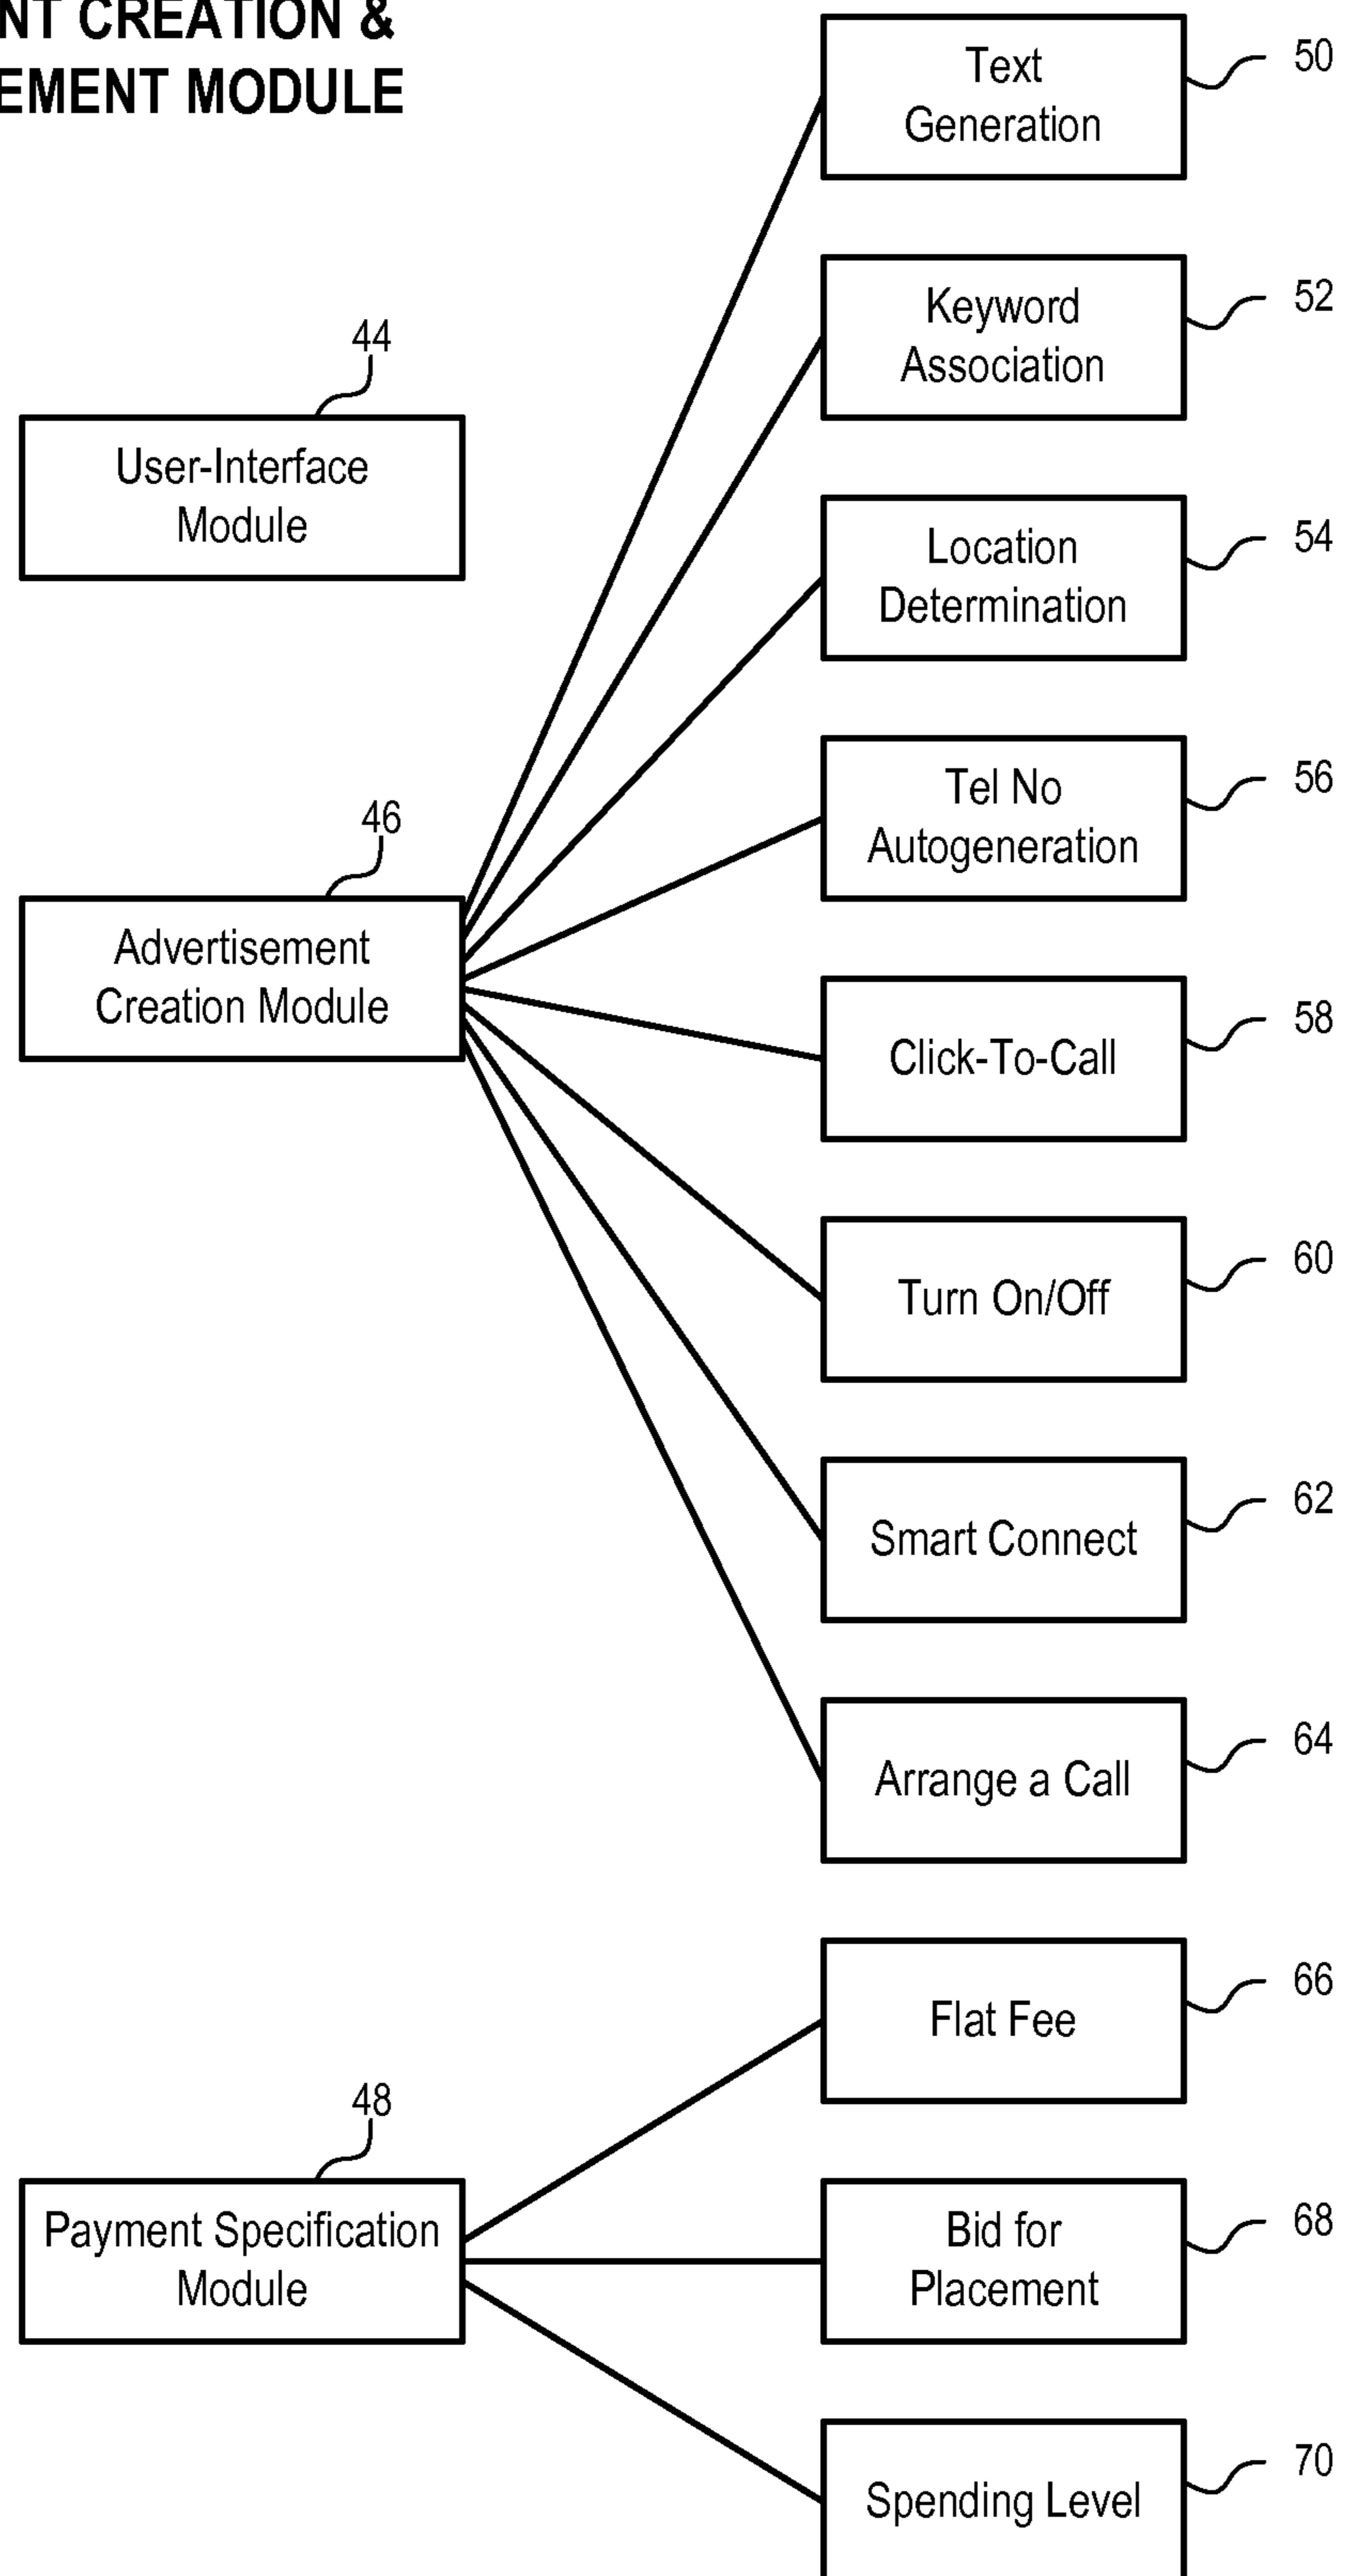 NT CREATION &
EMENT MODULE
Text
Generation
50
Keyword
Association
52
44
User-Interface
Module
Location
Determination
54
Tel No
Autogeneration
56
46
Advertisement
Creation Module
Click-To-Call
58
Turn On/Off
60
Smart Connect
62
Arrange a Call
64
Flat Fee
66
48
Payment Specification
Module
Bid for
Placement
68
Spending Level
70